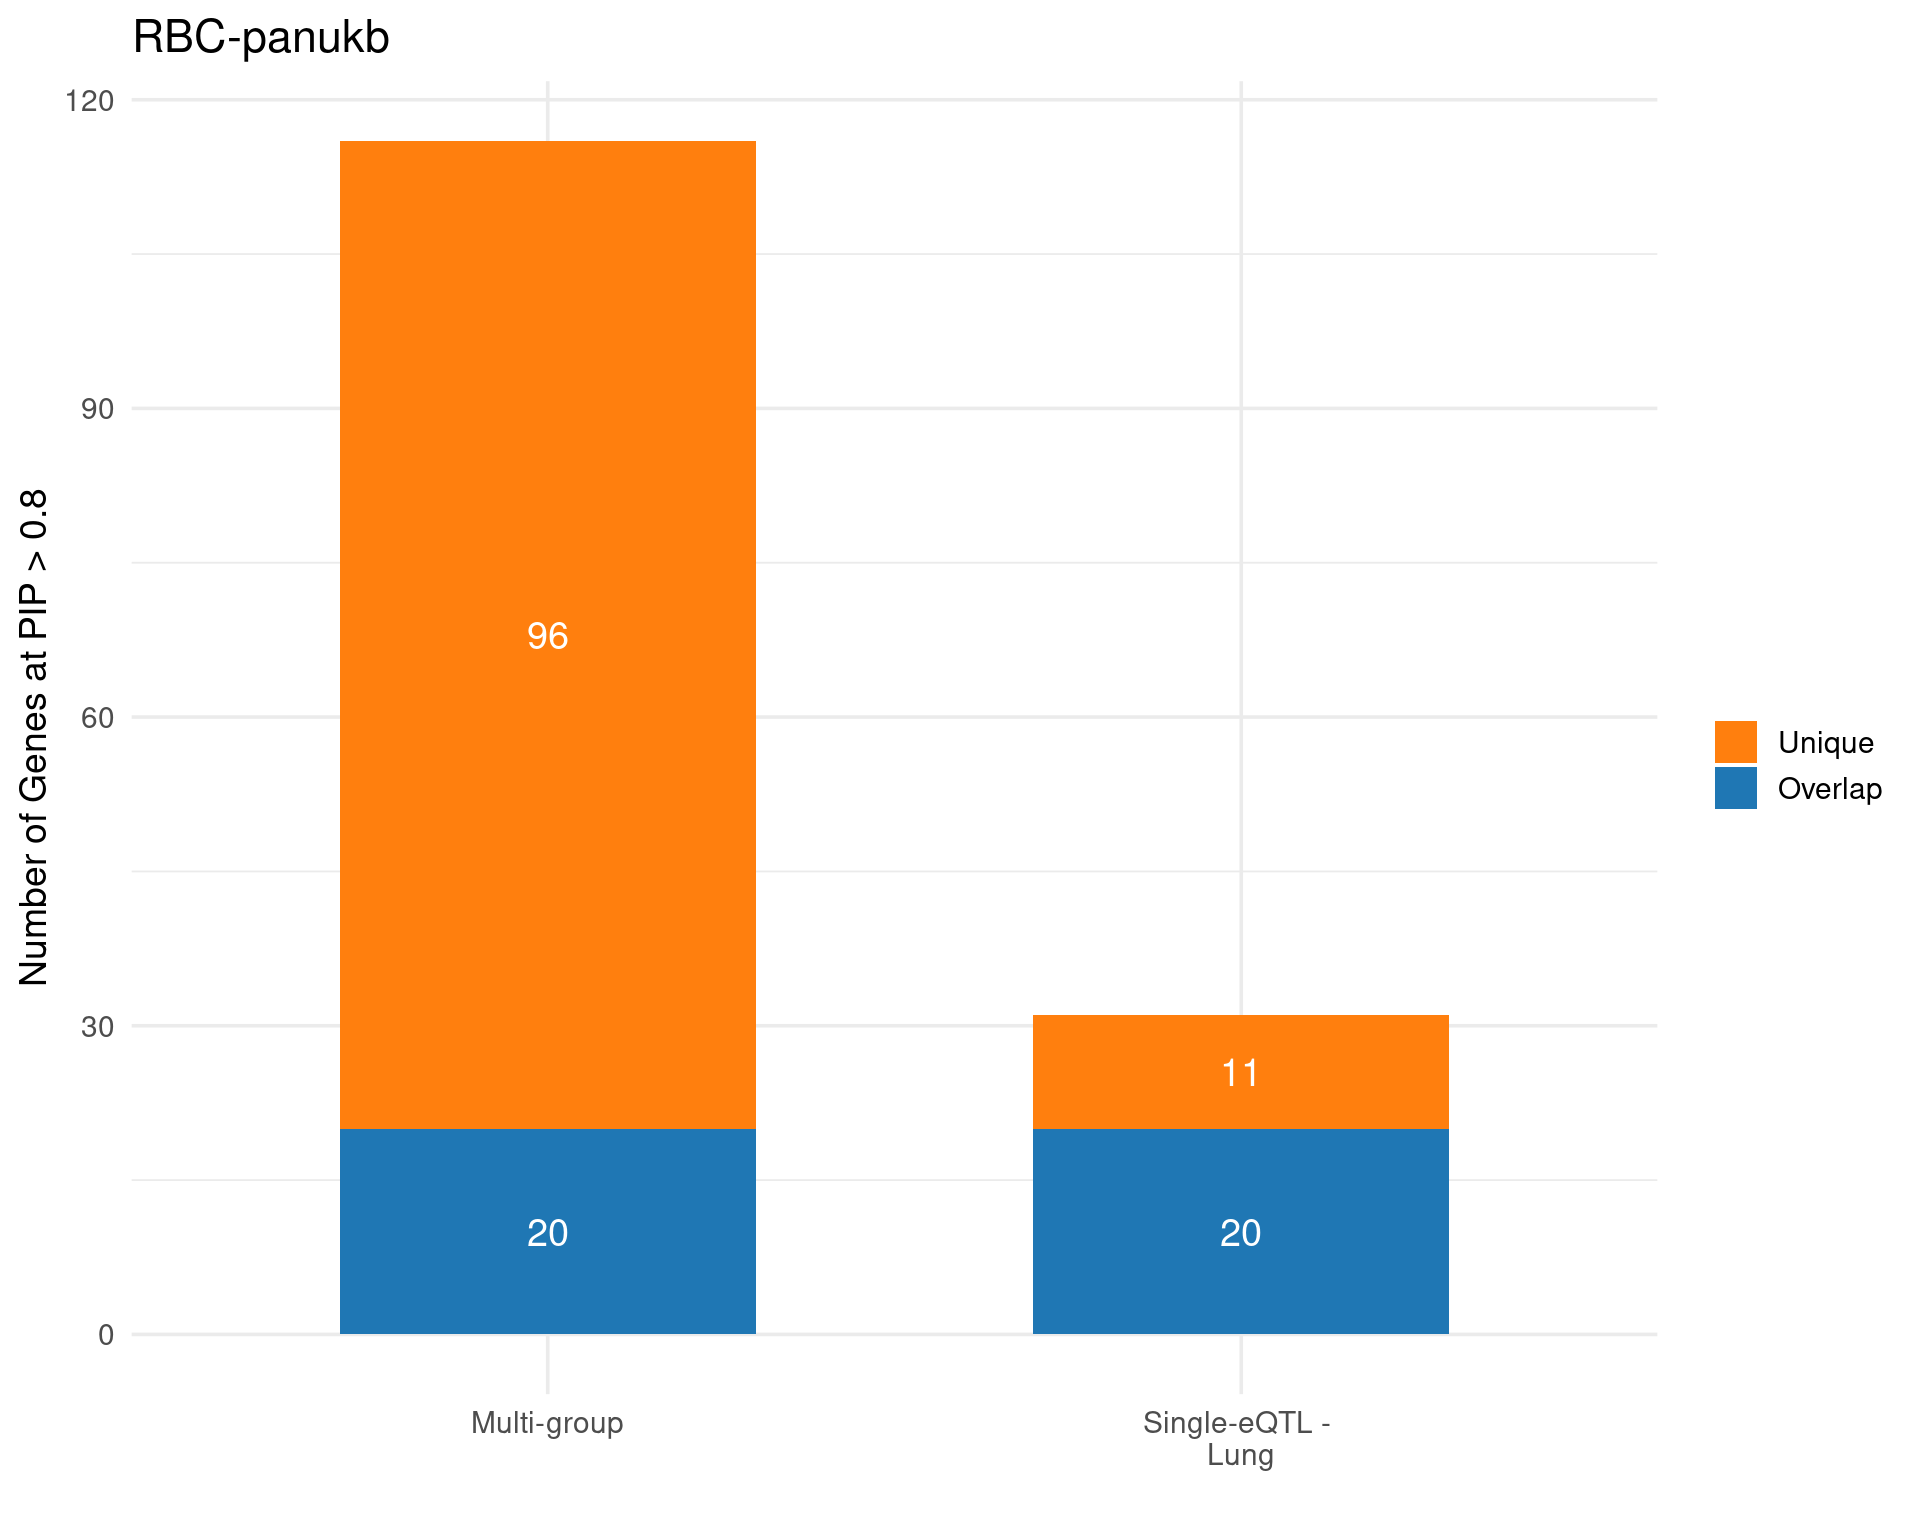 RBC-panukb
Number of Genes at PIP > 0.8
120
90
60
30
0
96
20
11
20
Multi-group
Single-eQTL -
Lung
Unique
Overlap